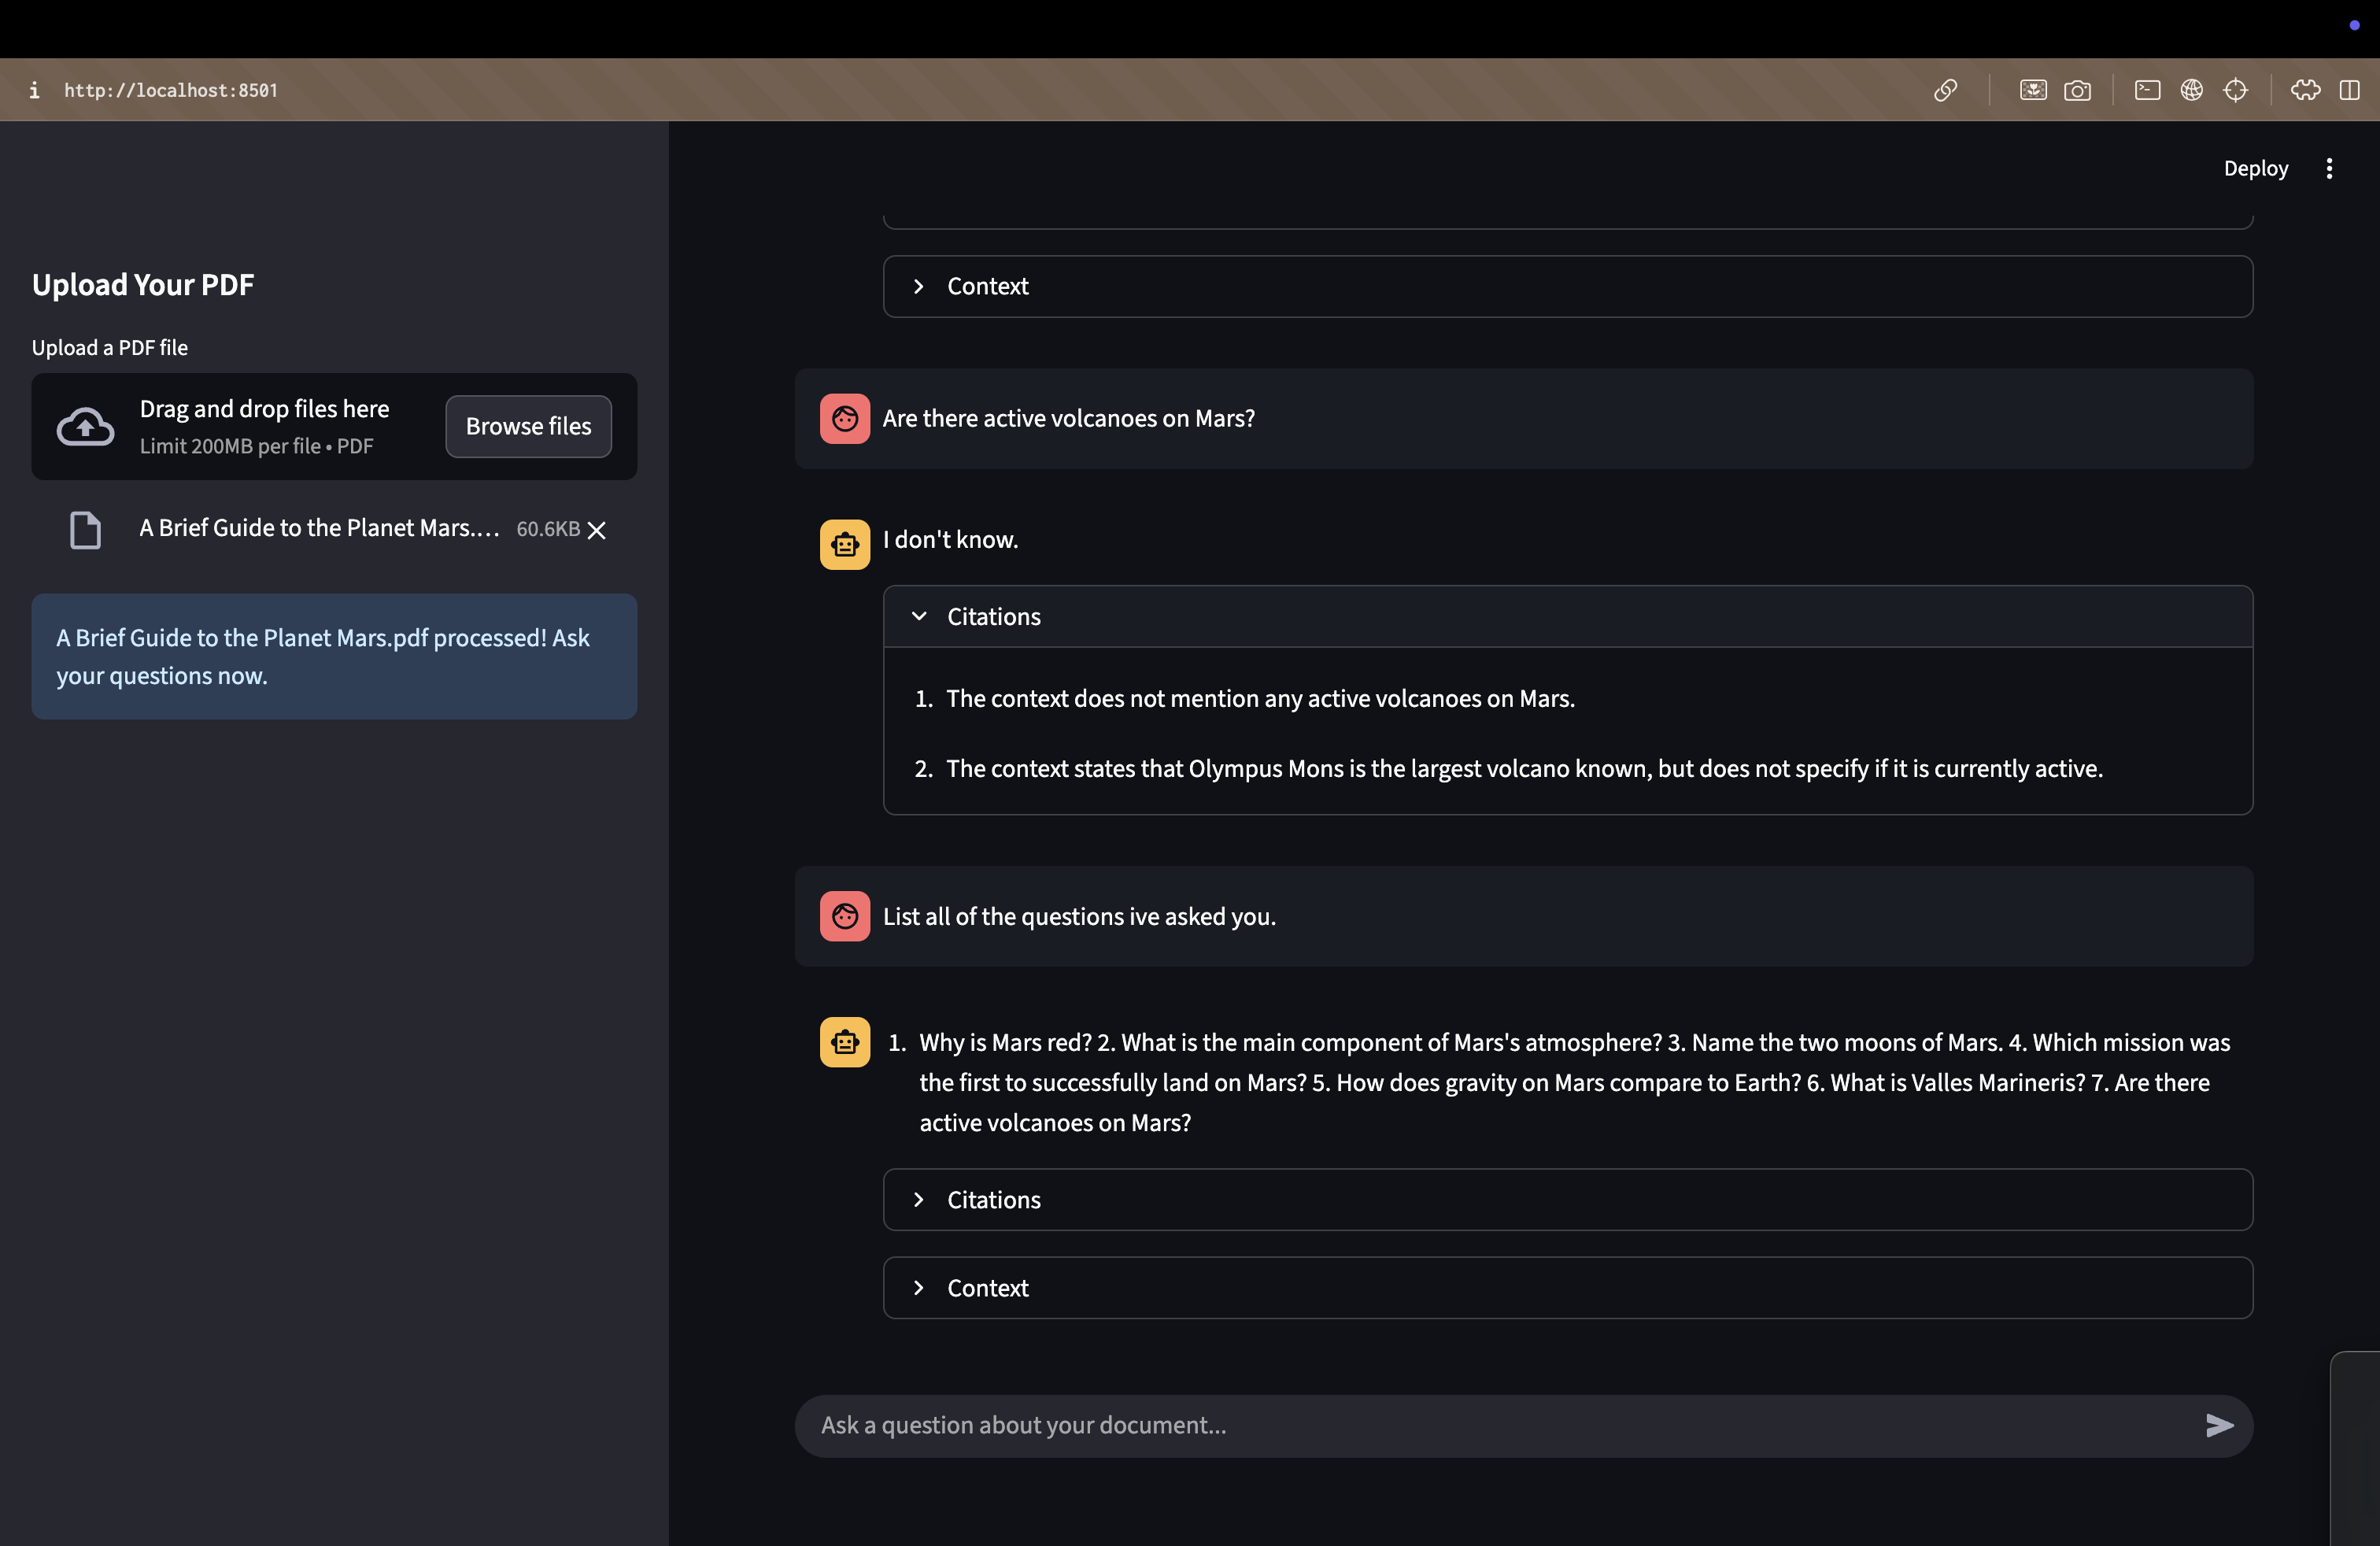 i http://localhost:8501
Deploy
Upload Your PDF
Upload a PDF file
Drag and drop files here
Limit 200MB per file • PDF
Browse files
A Brief Guide to the Planet Mars.... 60.6KB
A Brief Guide to the Planet Mars.pdf processed! Ask
your questions now.
Context
Are there active volcanoes on Mars?
I don't know.
Citations
1. The context does not mention any active volcanoes on Mars.
2. The context states that Olympus Mons is the largest volcano known, but does not specify if it is currently active.
List all of the questions ive asked you.
1. Why is Mars red? 2. What is the main component of Mars's atmosphere? 3. Name the two moons of Mars. 4. Which mission was
the first to successfully land on Mars? 5. How does gravity on Mars compare to Earth? 6. What is Valles Marineris? 7. Are there
active volcanoes on Mars?
Citations
Context
Ask a question about your document...